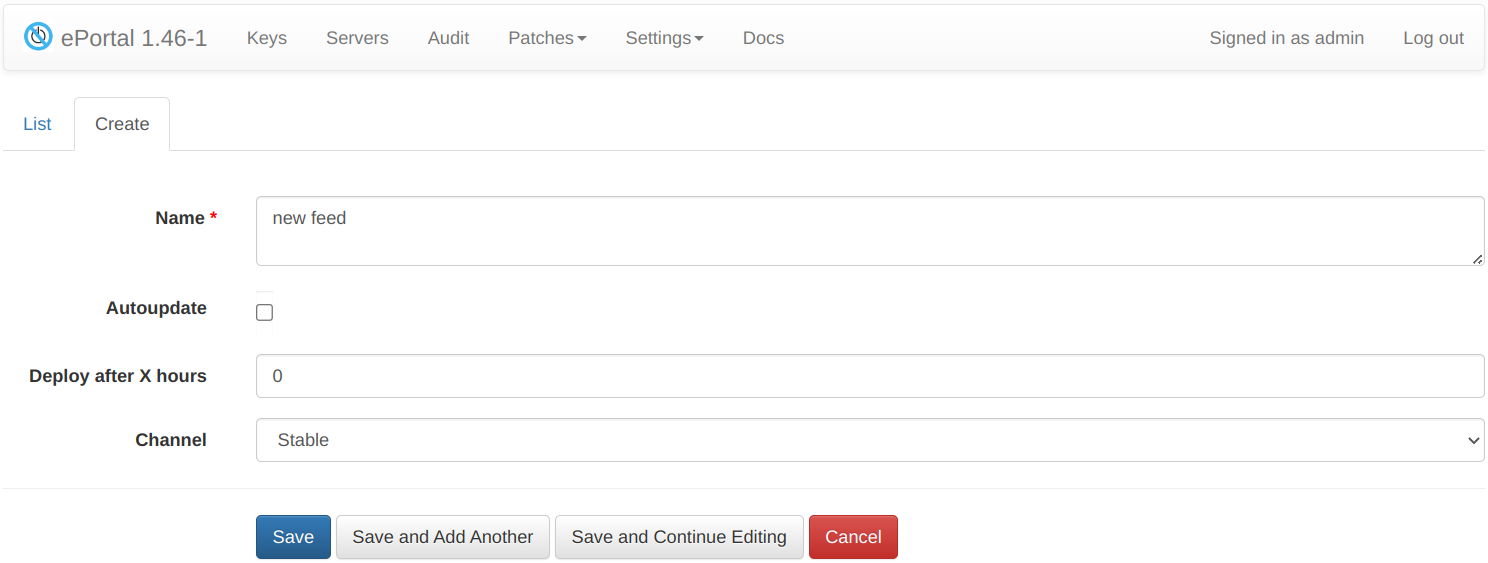 ePortal 1.46-1 Keys Servers Audit Patches Settings Docs Signed in as admin Log out
List Create
Name * new feed
Autoupdate
Deploy after X hours 0
Channel Stable
Save Save and Add Another Save and Continue Editing Cancel